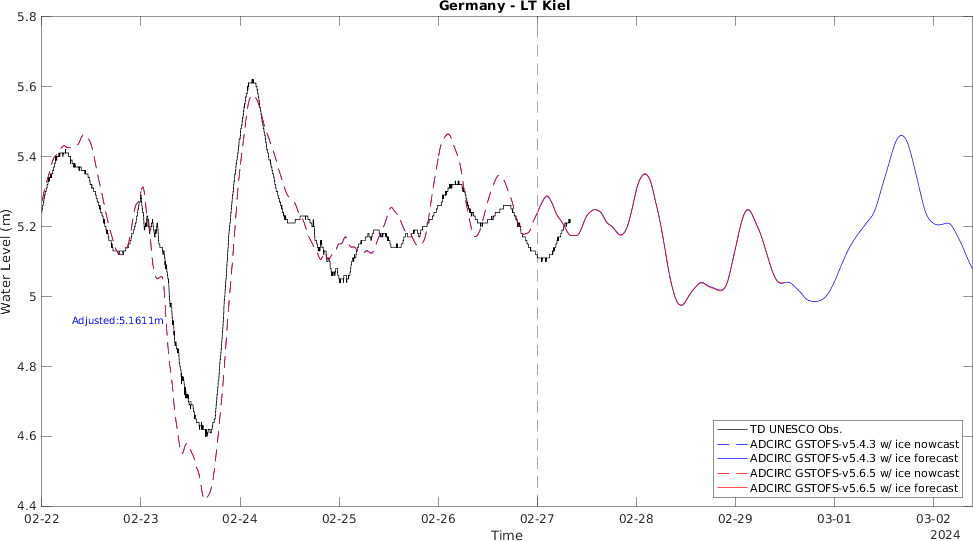 Germany - LT Kiel
5.8
5.6
5.4
5.2
5
4.8
4.6
4.4
Water Level (m)
Adjusted:5.1611m
TD UNESCO Obs.
ADCIRC GSTOFS-v5.4.3 w/ ice nowcast
ADCIRC GSTOFS-v5.4.3 w/ ice forecast
ADCIRC GSTOFS-v5.6.5 w/ ice nowcast
ADCIRC GSTOFS-v5.6.5 w/ ice forecast
02-22 02-23 02-24 02-25 02-26 02-27 02-28 02-29 03-01 03-02
Time
2024